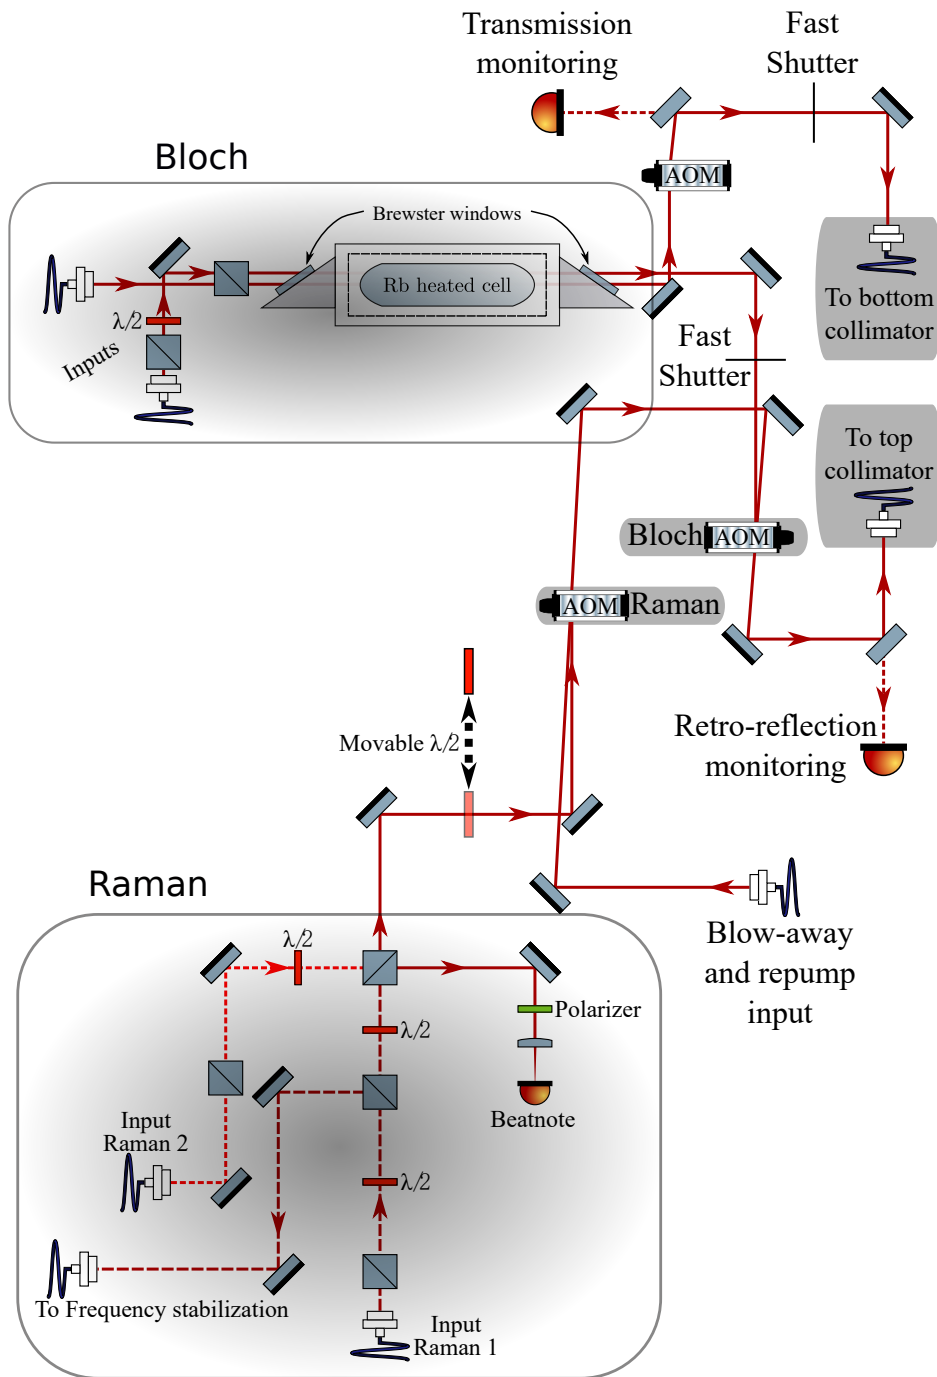 Transmission
monitoring
Fast
Shutter
Bloch
AOM
Brewster windows
Rb heated cell
λ/2
Inputs
To bottom
collimator
Fast
Shutter
To top
collimator
Bloch
AOM
AOM
Raman
Movable λ/2
Retro-reflection
monitoring
Raman
Blow-away
and repump
input
λ/2
Polarizer
λ/2
Beatnote
Input
Raman 2
λ/2
To Frequency stabilization
Input
Raman 1